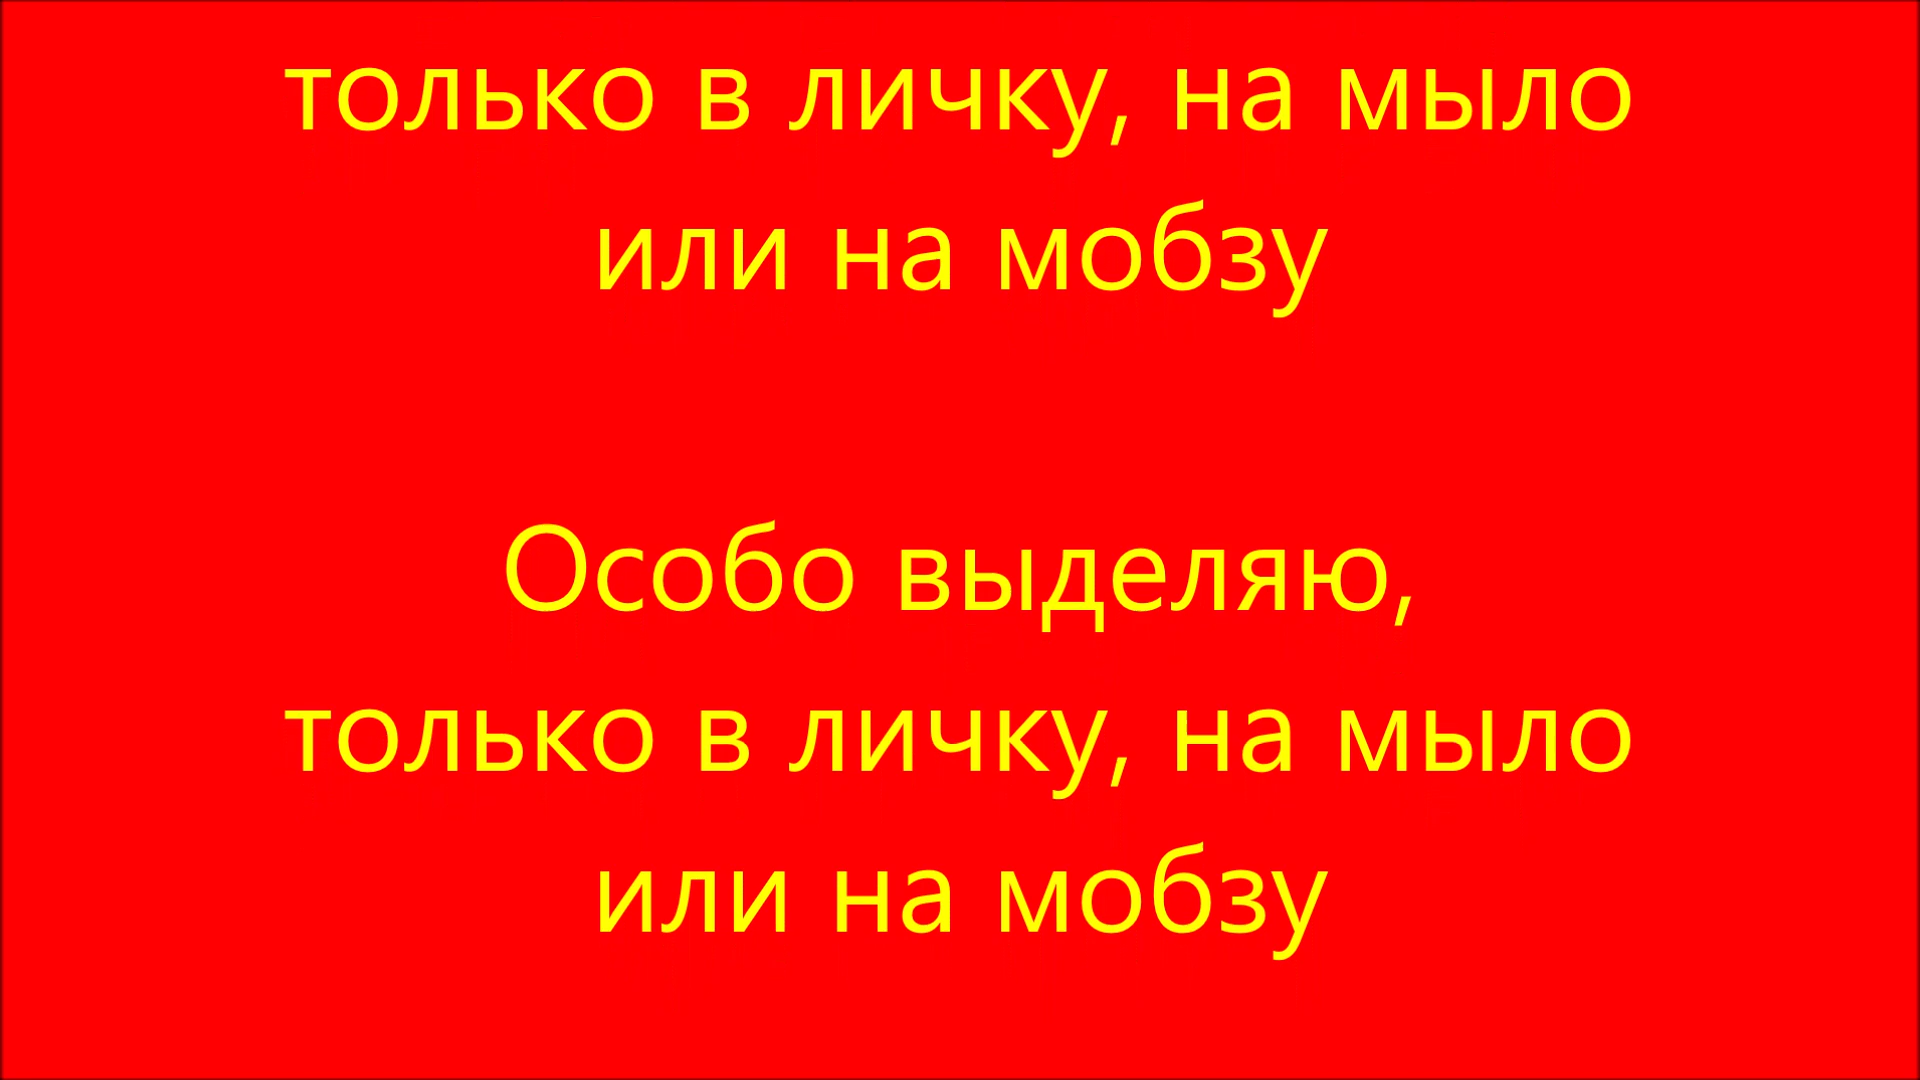 только в личку, на мыло
или на мобзу
Особо выделяю,
только в личку, на мыло
или на мобзу